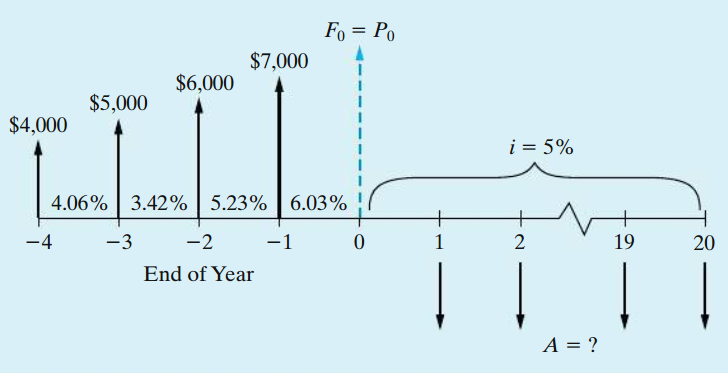 F₀ = P₀
$7,000
$6,000
$5,000
$4,000
i = 5%
4.06% 3.42% 5.23% 6.03%
−4 −3 −2 −1 0 1 2 19 20
End of Year
A = ?